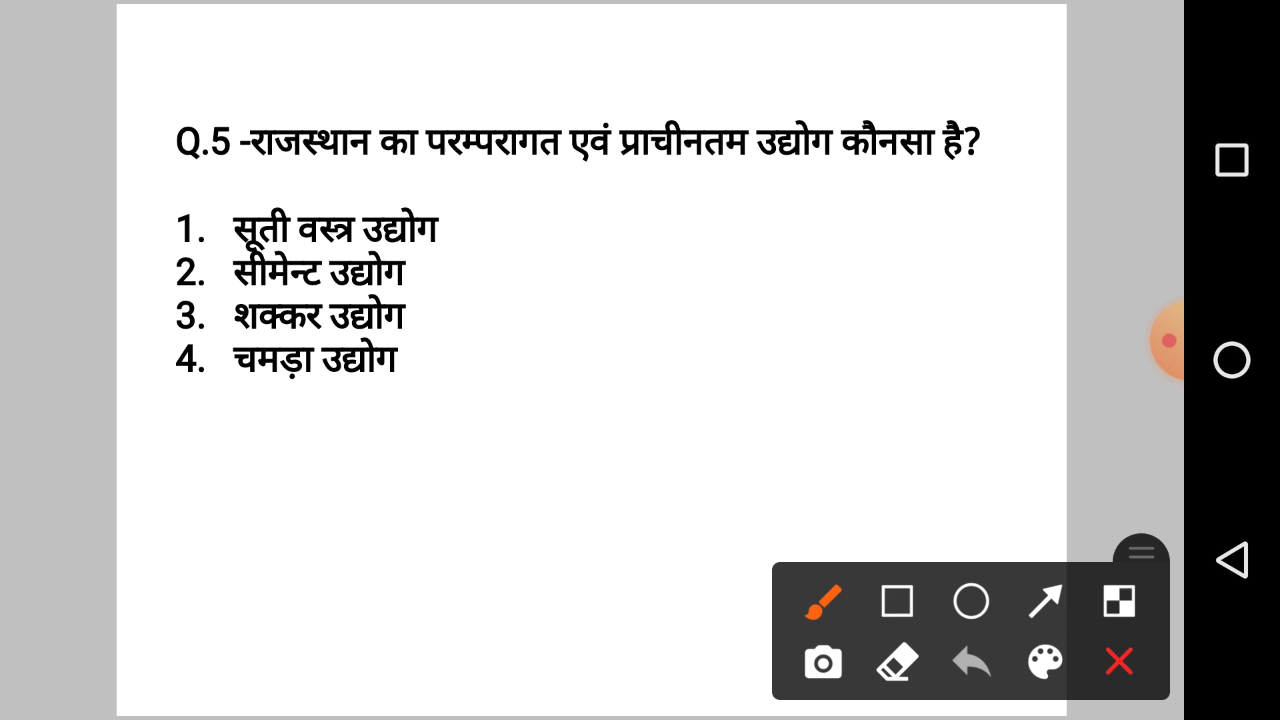 Q.5 -राजस्थान का परम्परागत एवं प्राचीनतम उद्योग कौनसा है?
1. सूती वस्त्र उद्योग
2. सीमेन्ट उद्योग
3. शक्कर उद्योग
4. चमड़ा उद्योग